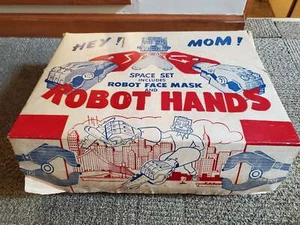 HEY! MOM!
SPACE SET
INCLUDES
ROBOT FACE MASK
AND
ROBOT HANDS